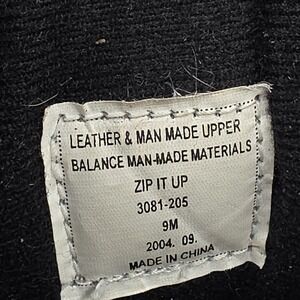 LEATHER & MAN MADE UPPER
BALANCE MAN-MADE MATERIALS
ZIP IT UP
3081-205
9M
2004. 09.
MADE IN CHINA